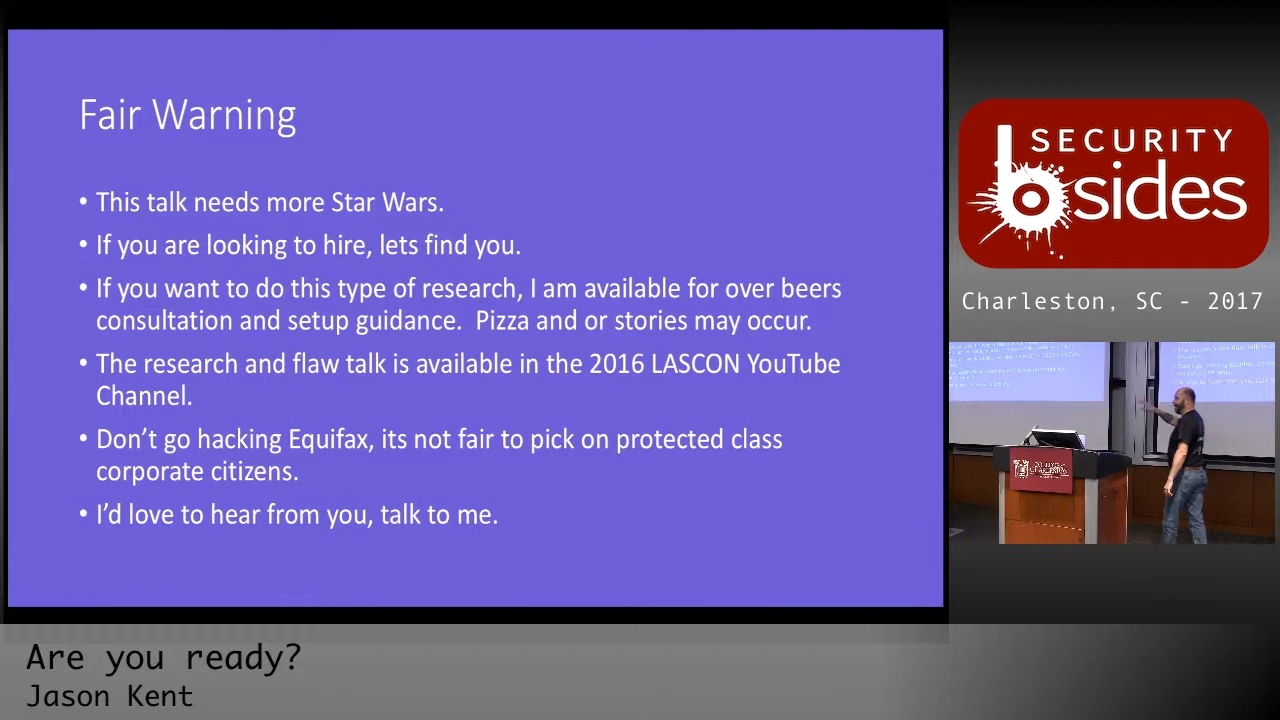 Fair Warning
• This talk needs more Star Wars.
• If you are looking to hire, lets find you.
• If you want to do this type of research, I am available for over beers
consultation and setup guidance.  Pizza and or stories may occur.
• The research and flaw talk is available in the 2016 LASCON YouTube
Channel.
• Don’t go hacking Equifax, its not fair to pick on protected class
corporate citizens.
• I’d love to hear from you, talk to me.
SECURITY
bsides
Charleston, SC - 2017
Are you ready?
Jason Kent